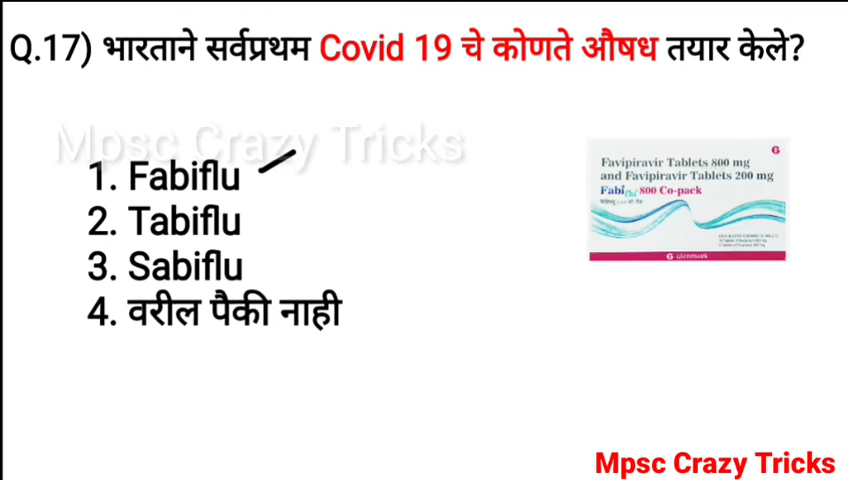 Q.17) भारताने सर्वप्रथम Covid 19 चे कोणते औषध तयार केले?
Mpsc Crazy Tricks
1. Fabiflu
2. Tabiflu
3. Sabiflu
4. वरील पैकी नाही
Favipiravir Tablets 800 mg
and Favipiravir Tablets 200 mg
Fabiflu 800 Co-pack
glenmark
Mpsc Crazy Tricks